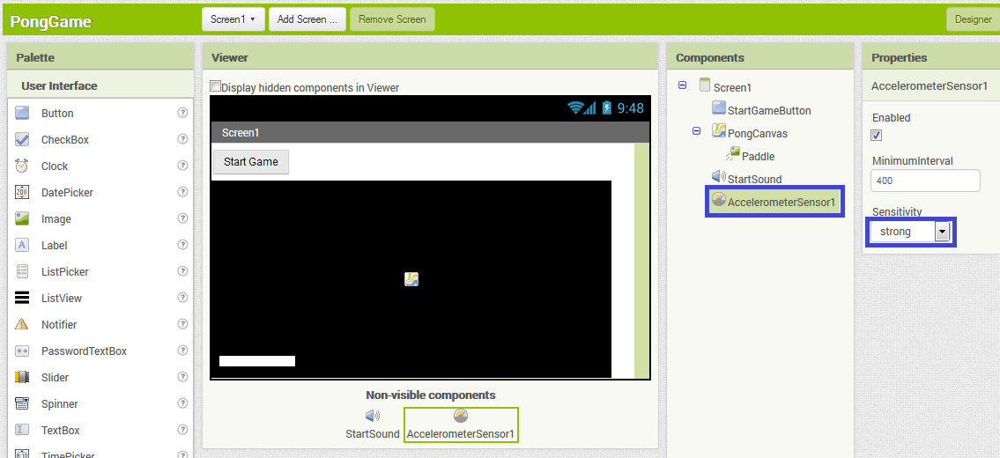 PongGame
Screen1
Add Screen ...
Remove Screen
Designer
Palette
User Interface
Button
?
CheckBox
?
Clock
?
DatePicker
?
Image
?
Label
?
ListPicker
?
ListView
?
Notifier
?
PasswordTextBox
?
Slider
?
Spinner
?
TextBox
?
TimePicker
Viewer
Display hidden components in Viewer
9:48
Screen1
Start Game
Non-visible components
StartSound
AccelerometerSensor1
Components
Screen1
StartGameButton
PongCanvas
Paddle
StartSound
AccelerometerSensor1
Properties
AccelerometerSensor1
Enabled
MinimumInterval
400
Sensitivity
strong